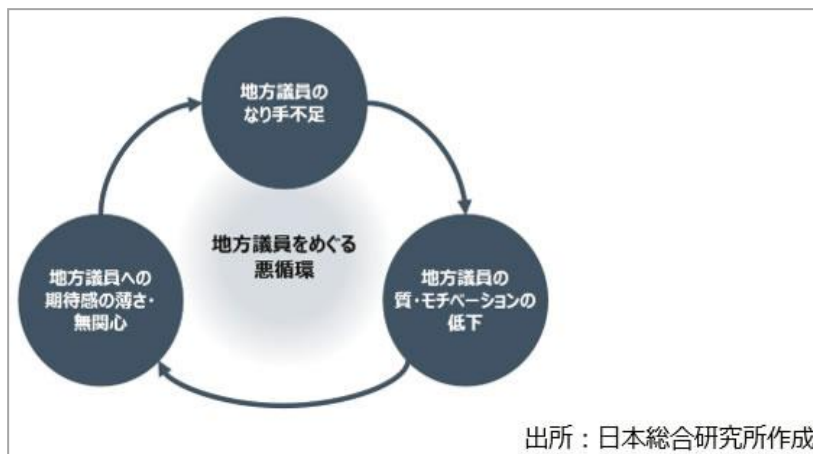 地方議員の
なり手不足
地方議員をめぐる
悪循環
地方議員への
期待感の薄さ・
無関心
地方議員の
質・モチベーションの
低下
出所：日本総合研究所作成